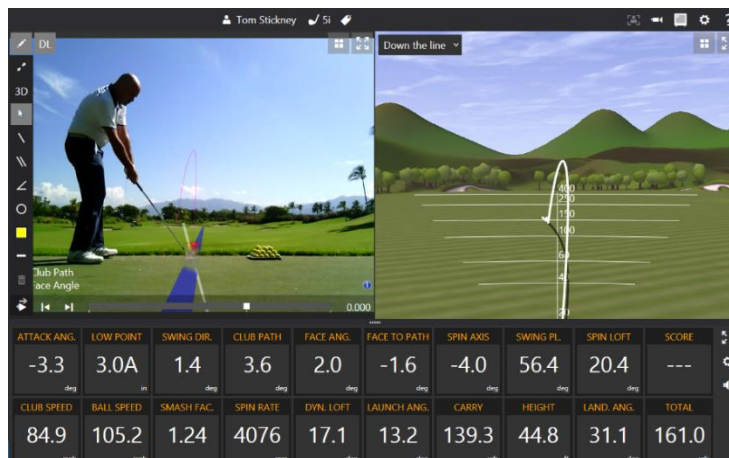 Tom Stickney 5i
DL
3D
Club Path
Face Angle
0.000
Down the line
400
250
150
100
60
20
ATTACK ANG. LOW POINT SWING DIR. CLUB PATH FACE ANG. FACE TO PATH SPIN AXIS SWING PL. SPIN LOFT SCORE
-3.3 3.0A 1.4 3.6 2.0 -1.6 -4.0 56.4 20.4 ---
deg in deg deg deg deg deg deg deg
CLUB SPEED BALL SPEED SMASH FAC. SPIN RATE DYN. LOFT LAUNCH ANG. CARRY HEIGHT LAND. ANG. TOTAL
84.9 105.2 1.24 4076 17.1 13.2 139.3 44.8 31.1 161.0